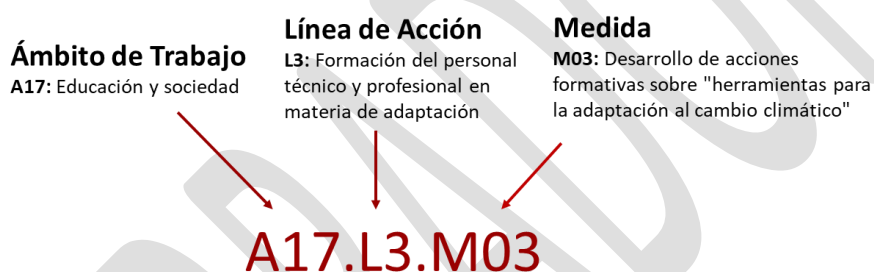 Ámbito de Trabajo
A17: Educación y sociedad
Línea de Acción
L3: Formación del personal
técnico y profesional en
materia de adaptación
Medida
M03: Desarrollo de acciones
formativas sobre "herramientas para
la adaptación al cambio climático"
A17.L3.M03